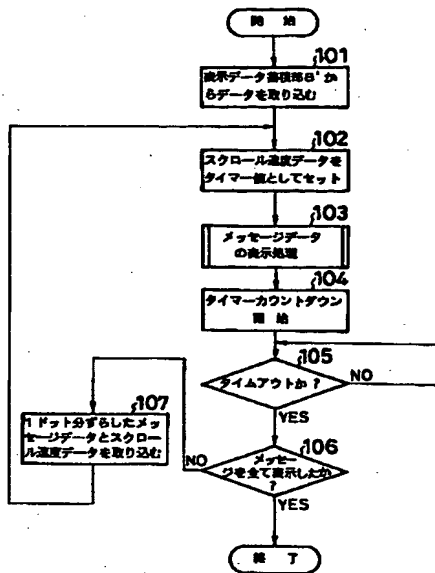 開 始
101
表示データ蓄積部8'か
らデータを取り込む
102
スクロール速度データを
タイマー値としてセット
103
メッセージデータ
の表示処理
104
タイマーカウントダウン
開 始
105
タイムアウトか?
NO
YES
107
1ドット分ずらしたメッ
セージデータとスクロー
ル速度データを取り込む
106
メッセー
ジを全て表示したか
?
NO
YES
終 了